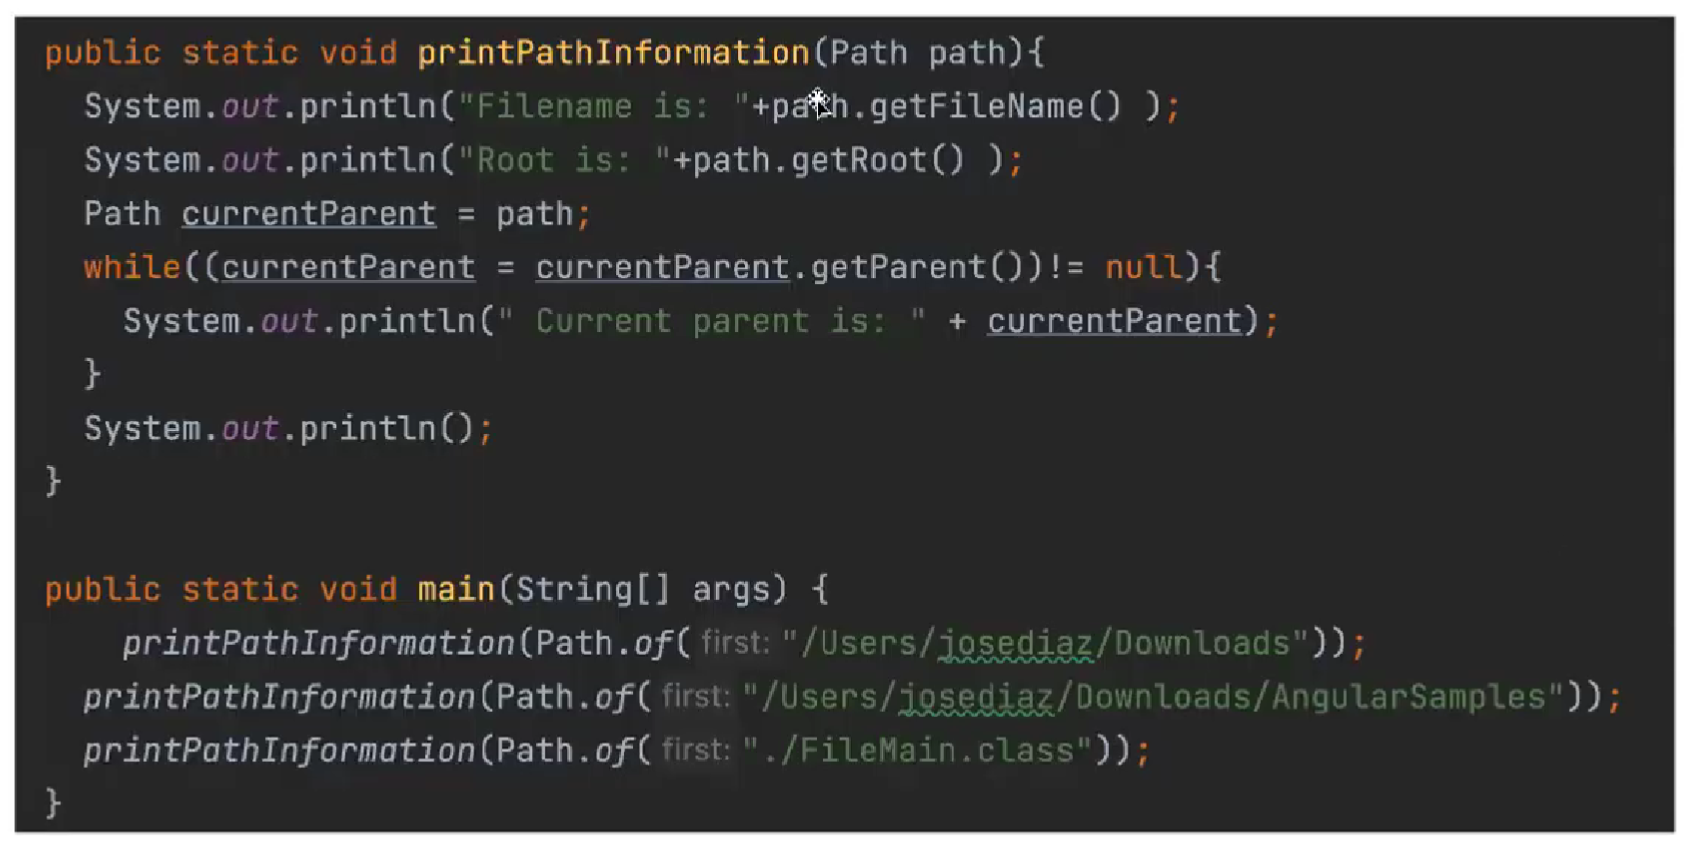 public static void printPathInformation(Path path){
System.out.println("Filename is: "+path.getFileName() );
System.out.println("Root is: "+path.getRoot() );
Path currentParent = path;
while((currentParent = currentParent.getParent())!= null){
System.out.println(" Current parent is: " + currentParent);
}
System.out.println();
}
public static void main(String[] args) {
printPathInformation(Path.of( first: "/Users/josediaz/Downloads"));
printPathInformation(Path.of( first: "/Users/josediaz/Downloads/AngularSamples"));
printPathInformation(Path.of( first: "./FileMain.class"));
}